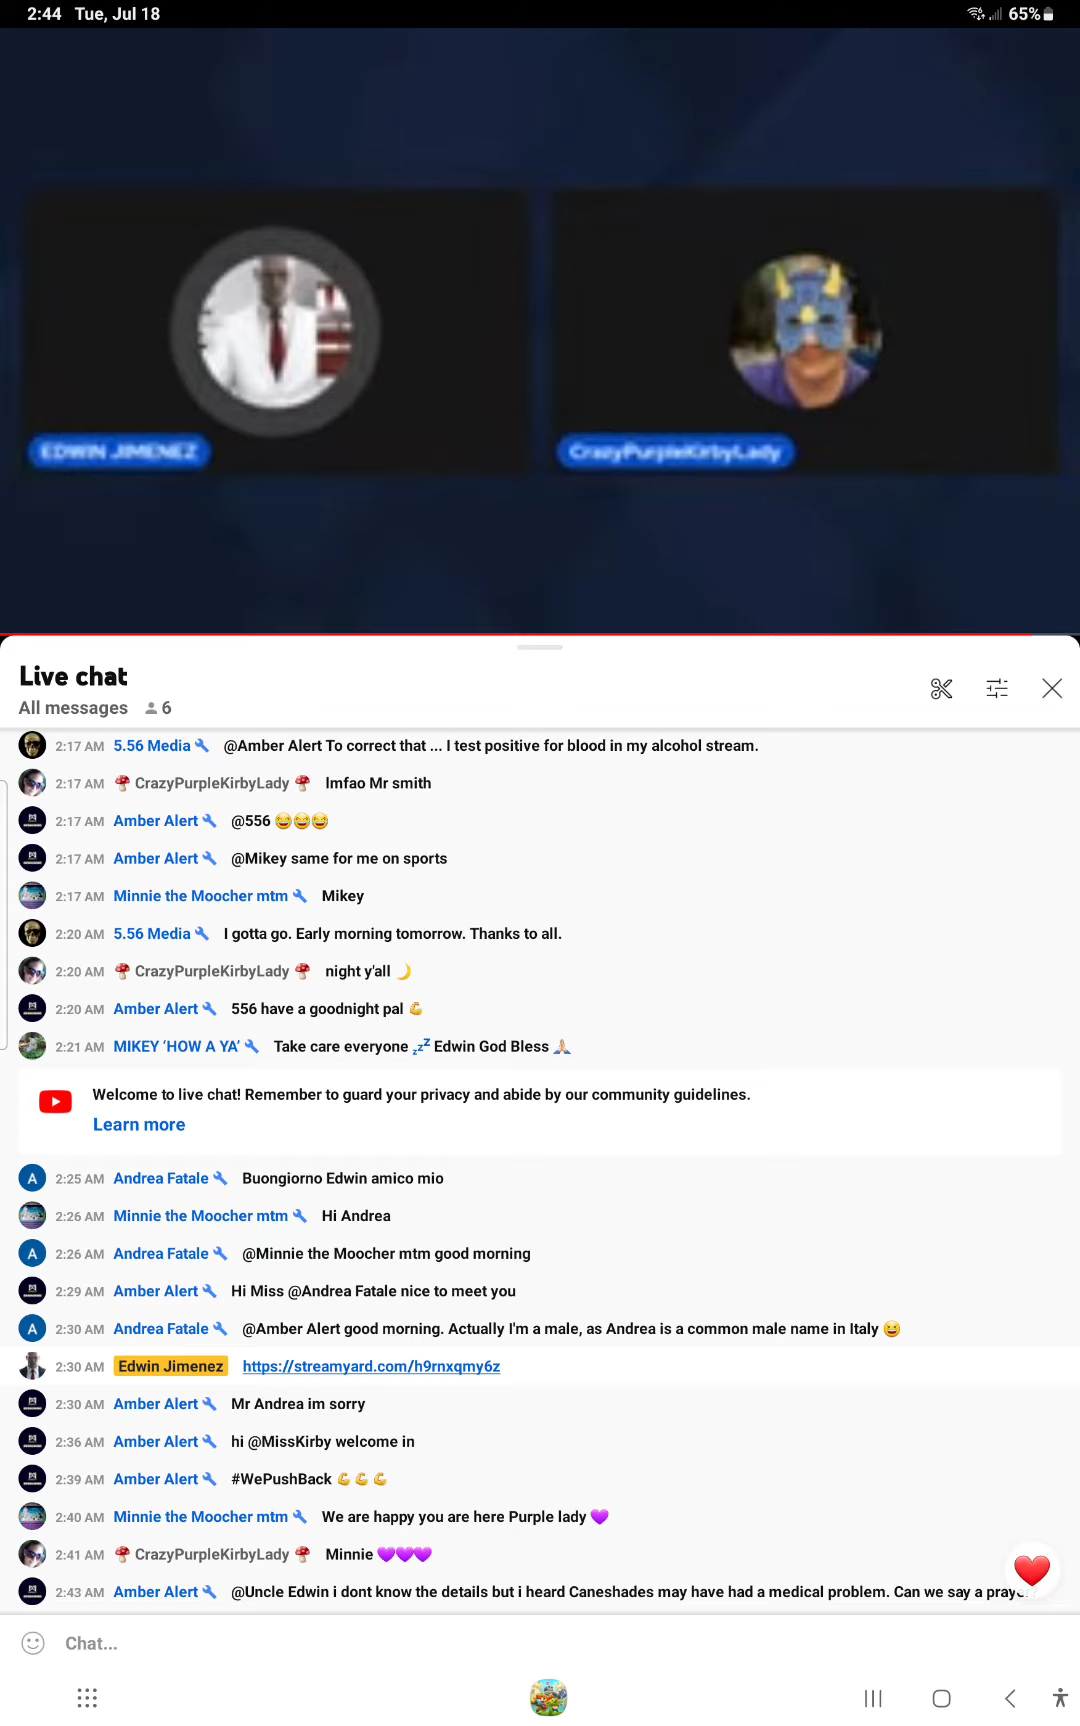 2:44 Tue, Jul 18 65%
EDWIN JIMENEZ CrazyPurpleKirbyLady
Live chat
All messages 6
2:17 AM 5.56 Media @Amber Alert To correct that ... I test positive for blood in my alcohol stream.
2:17 AM 🍄 CrazyPurpleKirbyLady 🍄 lmfao Mr smith
2:17 AM Amber Alert @556 😂😂😂
2:17 AM Amber Alert @Mikey same for me on sports
2:17 AM Minnie the Moocher mtm Mikey
2:20 AM 5.56 Media I gotta go. Early morning tomorrow. Thanks to all.
2:20 AM 🍄 CrazyPurpleKirbyLady 🍄 night y'all 🌙
2:20 AM Amber Alert 556 have a goodnight pal 💪
2:21 AM MIKEY ‘HOW A YA’ Take care everyone 💤 Edwin God Bless 🙏🏼
Welcome to live chat! Remember to guard your privacy and abide by our community guidelines.
Learn more
A 2:25 AM Andrea Fatale Buongiorno Edwin amico mio
2:26 AM Minnie the Moocher mtm Hi Andrea
A 2:26 AM Andrea Fatale @Minnie the Moocher mtm good morning
2:29 AM Amber Alert Hi Miss @Andrea Fatale nice to meet you
A 2:30 AM Andrea Fatale @Amber Alert good morning. Actually I'm a male, as Andrea is a common male name in Italy 😆
2:30 AM Edwin Jimenez https://streamyard.com/h9rnxqmy6z
2:30 AM Amber Alert Mr Andrea im sorry
2:36 AM Amber Alert hi @MissKirby welcome in
2:39 AM Amber Alert #WePushBack 💪💪💪
2:40 AM Minnie the Moocher mtm We are happy you are here Purple lady 💜
2:41 AM 🍄 CrazyPurpleKirbyLady 🍄 Minnie 💜💜💜
2:43 AM Amber Alert @Uncle Edwin i dont know the details but i heard Caneshades may have had a medical problem. Can we say a prayer
Chat...